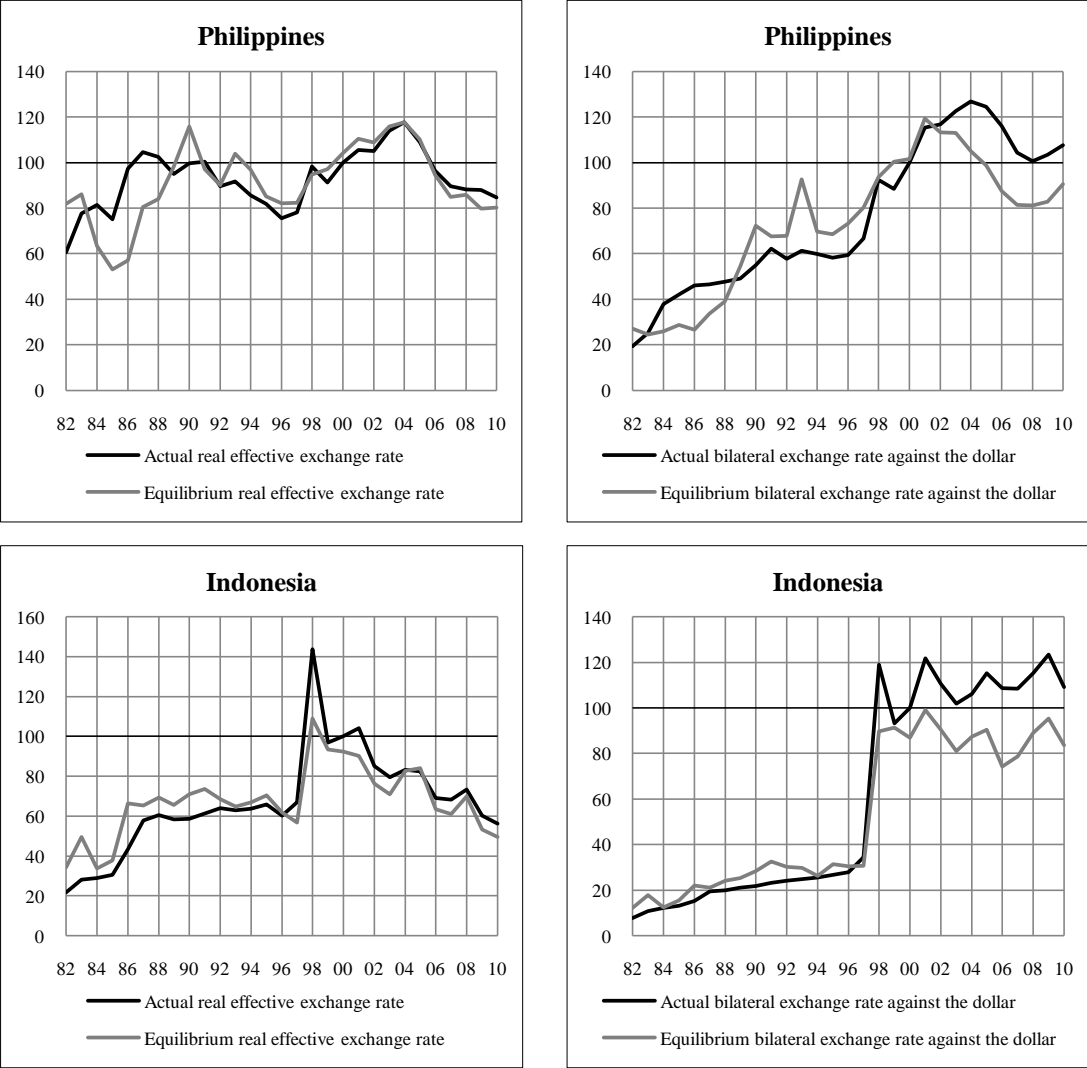 Philippines
140
120
100
80
60
40
20
0
82 84 86 88 90 92 94 96 98 00 02 04 06 08 10
Actual real effective exchange rate
Equilibrium real effective exchange rate
Philippines
140
120
100
80
60
40
20
0
82 84 86 88 90 92 94 96 98 00 02 04 06 08 10
Actual bilateral exchange rate against the dollar
Equilibrium bilateral exchange rate against the dollar
Indonesia
160
140
120
100
80
60
40
20
0
82 84 86 88 90 92 94 96 98 00 02 04 06 08 10
Actual real effective exchange rate
Equilibrium real effective exchange rate
Indonesia
140
120
100
80
60
40
20
0
82 84 86 88 90 92 94 96 98 00 02 04 06 08 10
Actual bilateral exchange rate against the dollar
Equilibrium bilateral exchange rate against the dollar